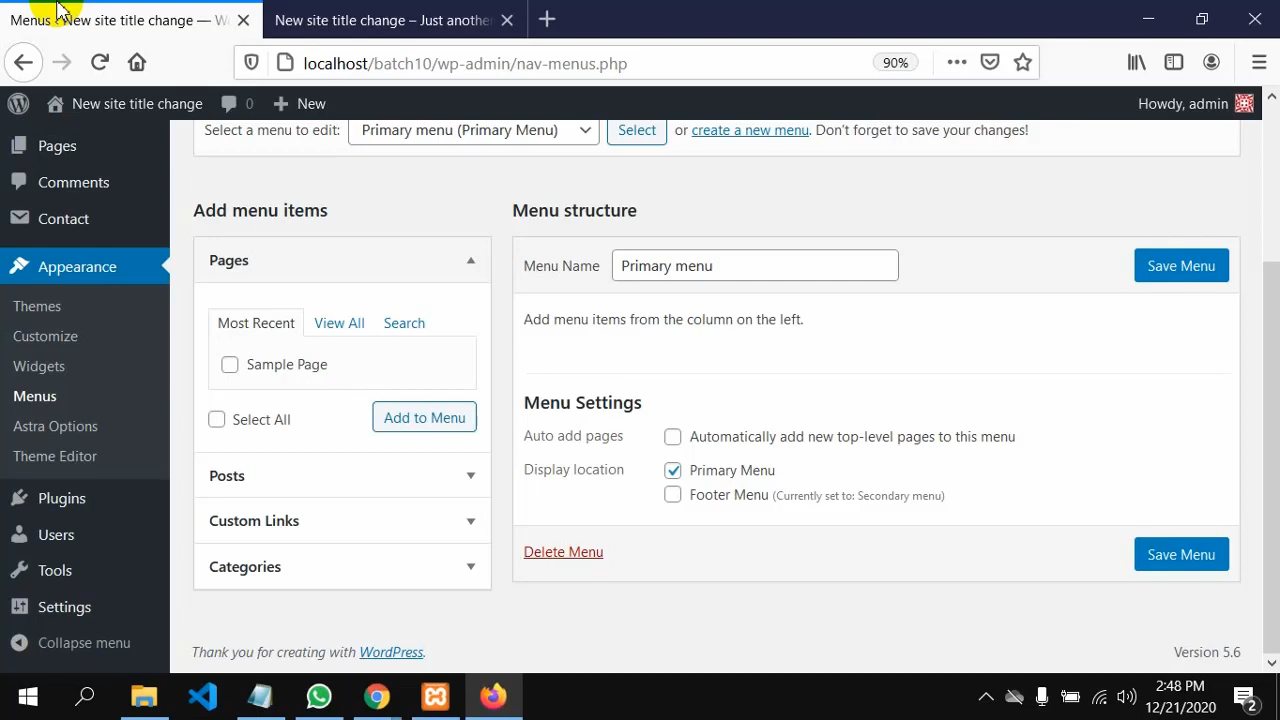 Menus ‹ New site title change — W
New site title change – Just another
localhost/batch10/wp-admin/nav-menus.php
90%
New site title change
0
New
Howdy, admin
Pages
Comments
Contact
Appearance
Themes
Customize
Widgets
Menus
Astra Options
Theme Editor
Plugins
Users
Tools
Settings
Collapse menu
Select a menu to edit: Primary menu (Primary Menu) Select or create a new menu. Don't forget to save your changes!
Add menu items
Pages
Most Recent View All Search
Sample Page
Select All Add to Menu
Posts
Custom Links
Categories
Menu structure
Menu Name Primary menu Save Menu
Add menu items from the column on the left.
Menu Settings
Auto add pages Automatically add new top-level pages to this menu
Display location Primary Menu
Footer Menu (Currently set to: Secondary menu)
Delete Menu Save Menu
Thank you for creating with WordPress. Version 5.6
2:48 PM
12/21/2020
2